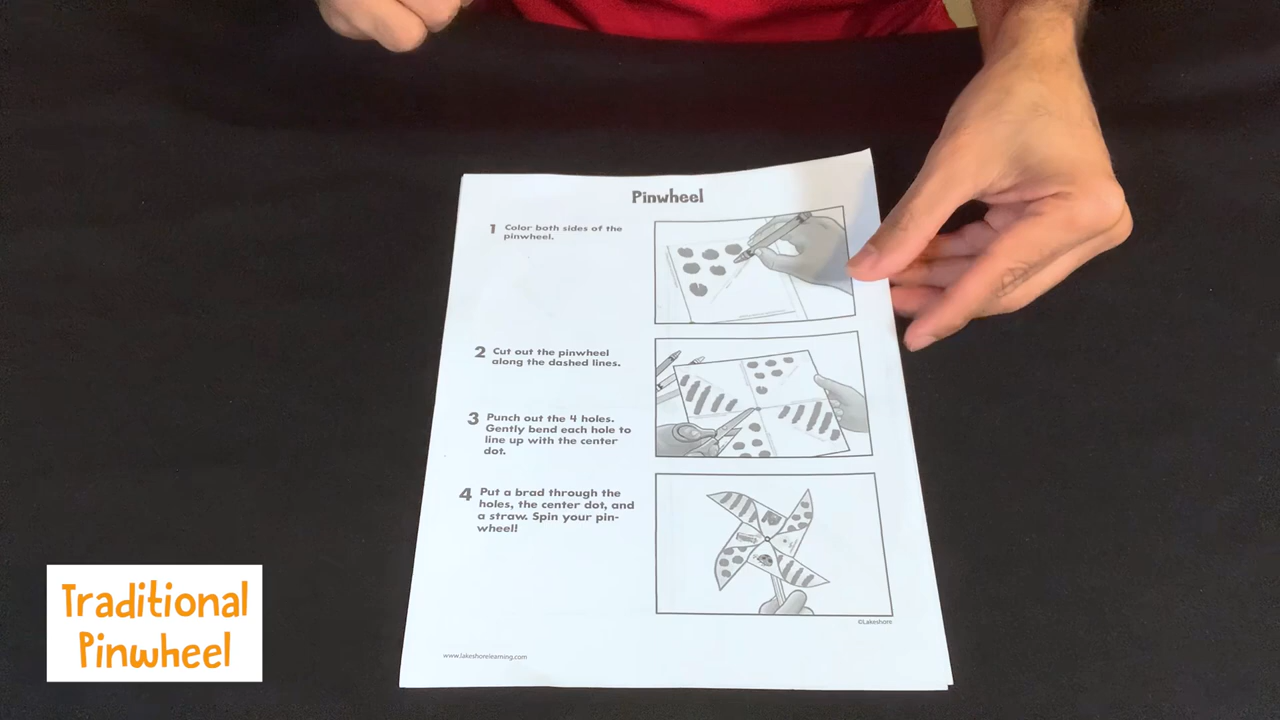 Pinwheel
1 Color both sides of the
pinwheel.
2 Cut out the pinwheel
along the dashed lines.
3 Punch out the 4 holes.
Gently bend each hole to
line up with the center
dot.
4 Put a brad through the
holes, the center dot, and
a straw. Spin your pin-
wheel!
©Lakeshore
www.lakeshorelearning.com
Traditional
Pinwheel